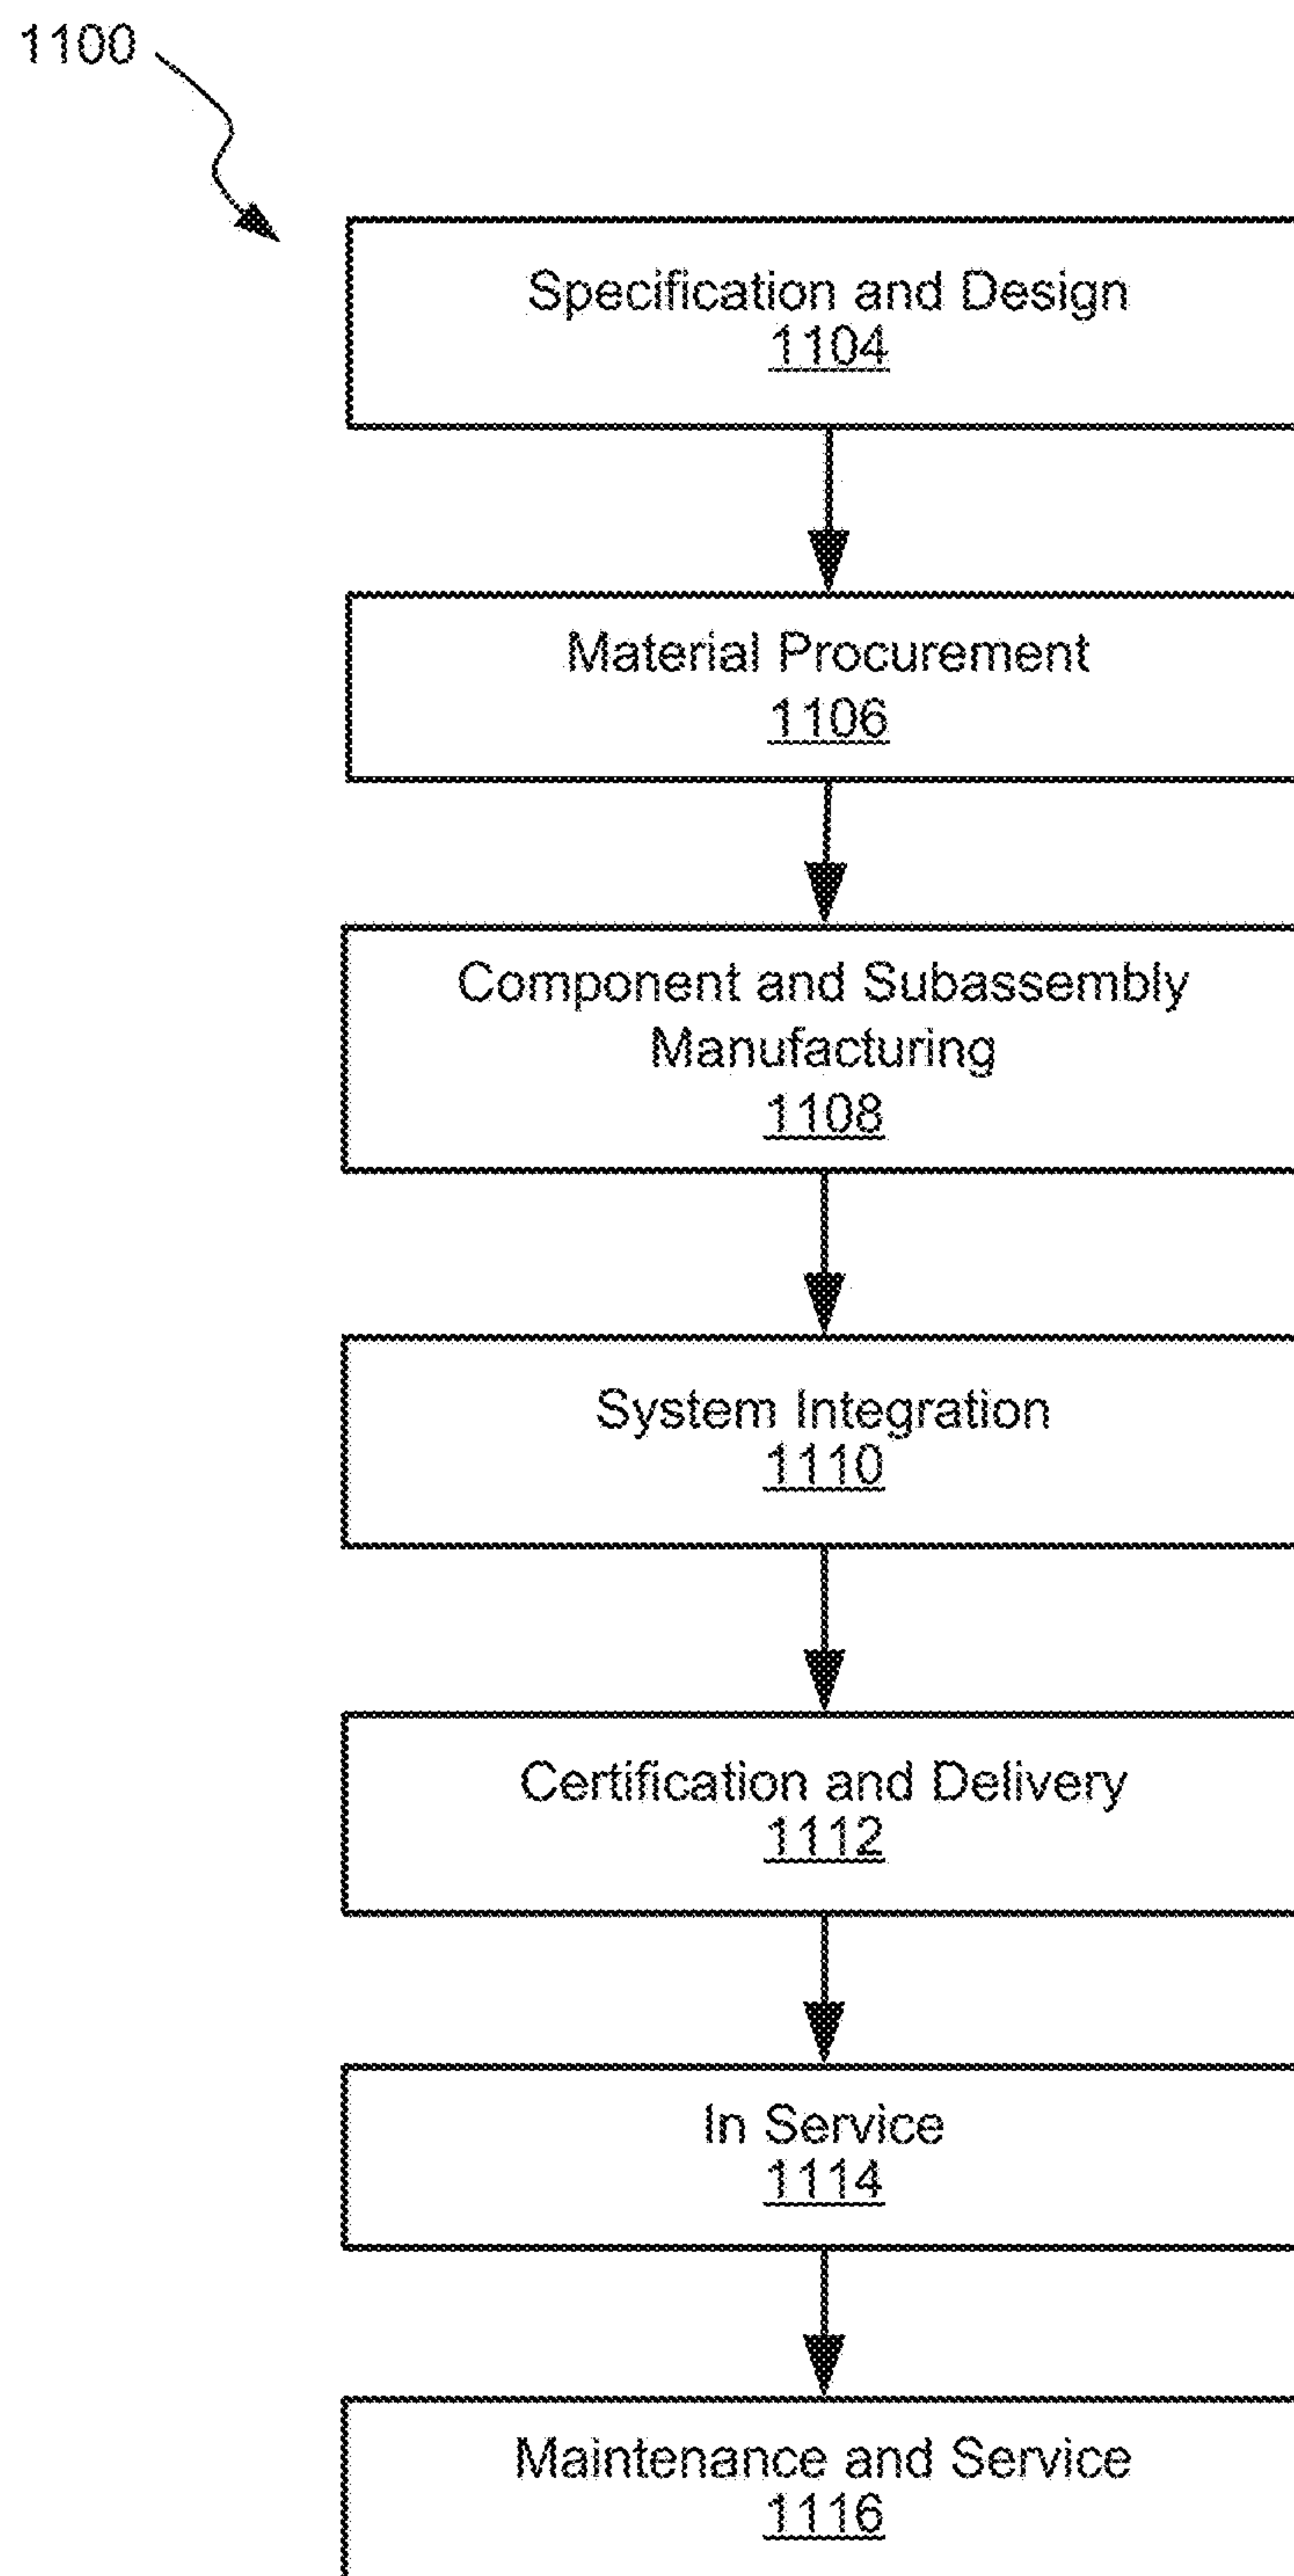 1100
Specification and Design
1104
Material Procurement
1106
Component and Subassembly
Manufacturing
1108
System Integration
1110
Certification and Delivery
1112
In Service
1114
Maintenance and Service
1116